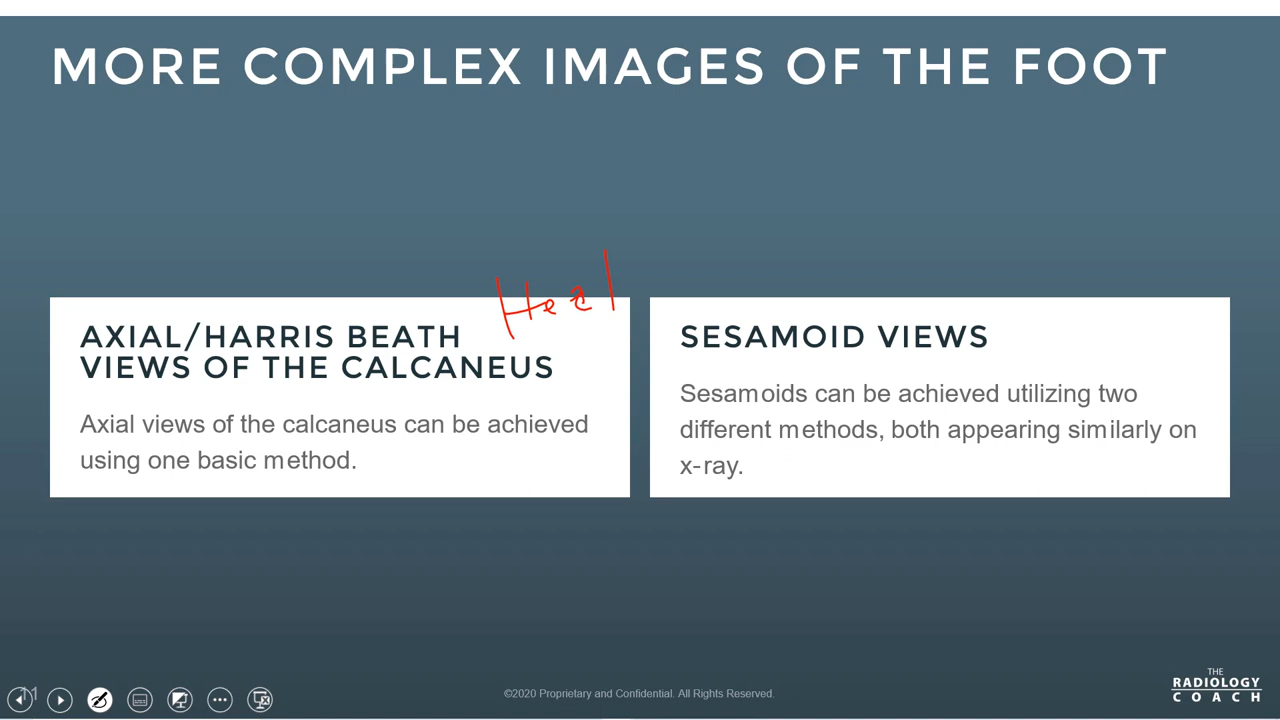 MORE COMPLEX IMAGES OF THE FOOT
Heel
AXIAL/HARRIS BEATH
VIEWS OF THE CALCANEUS
Axial views of the calcaneus can be achieved
using one basic method.
SESAMOID VIEWS
Sesamoids can be achieved utilizing two
different methods, both appearing similarly on
x-ray.
11
©2020 Proprietary and Confidential. All Rights Reserved.
THE
RADIOLOGY
COACH